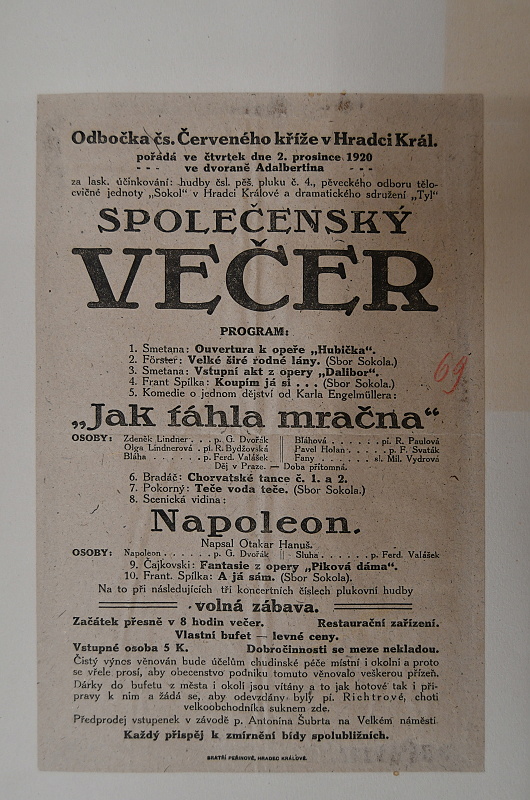 Odbočka čs. Červeného kříže v Hradci Král.
pořádá ve čtvrtek dne 2. prosince 1920
--- ve dvoraně Adalbertina ---
za lask. účinkování: hudby čsl. pěš. pluku č. 4., pěveckého odboru tělo-
cvičné jednoty „Sokol“ v Hradci Králové a dramatického sdružení „Tyl“
SPOLEČENSKÝ
VEČER
PROGRAM:
1. Smetana: Ouvertura k opeře „Hubička“.
2. Förster: Velké širé rodné lány. (Sbor Sokola.)
3. Smetana: Vstupní akt z opery „Dalibor“.
4. Frant Spilka: Koupím já si . . . (Sbor Sokola.)
5. Komedie o jednom dějství od Karla Engelmüllera:
69
„Jak táhla mračna“
OSOBY: Zdeněk Lindner . . p. G. Dvořák Bláhová . . . . . . pí. R. Paulová
Olga Lindnerová . pí. R. Bydžovská Pavel Holan . . . . . p. F. Svaták
Bláha . . . . . p. Ferd. Valášek Fany . . . . . . sl. Mil. Vydrová
Děj v Praze. — Doba přítomná.
6. Bradáč: Chorvatské tance č. 1. a 2.
7. Pokorný: Teče voda teče. (Sbor Sokola.)
8. Scenická vidina:
Napoleon.
Napsal Otakar Hanuš.
OSOBY: Napoleon . . . . . . p. G. Dvořák Sluha . . . . . . p. Ferd. Valášek
9. Čajkovski: Fantasie z opery „Piková dáma“.
10. Frant. Spilka: A já sám. (Sbor Sokola).
Na to při následujících tří koncertních číslech plukovní hudby
volná zábava.
Začátek přesně v 8 hodin večer. Restaurační zařízení.
Vlastní bufet — levné ceny.
Vstupné osoba 5 K. Dobročinnosti se meze nekladou.
Čistý výnos věnován bude účelům chudinské péče místní i okolní a proto
se vřele prosí, aby obecenstvo podniku tomuto věnovalo veškerou přízeň.
Dárky do bufetu z města i okolí jsou vítány a to jak hotové tak i při-
pravy k nim a žádá se, aby odevzdány byly pí. Richtrové, choti
velkoobchodníka suknem zde.
Předprodej vstupenek v závodě p. Antonína Šubrta na Velkém náměstí
Každý přispěj k zmírnění bídy spolubližních.
BRATŘI PEŘINOVÉ, HRADEC KRÁLOVÉ.